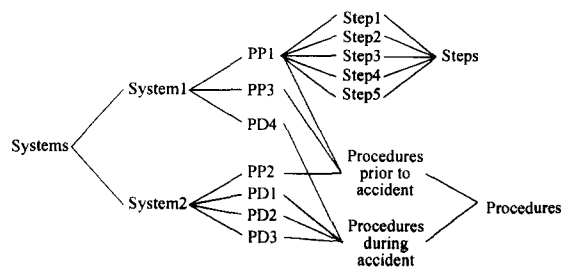 Step1
Step2
PP1
Step3
Steps
Step4
System1
PP3
Step5
PD4
Systems
Procedures
prior to
accident
PP2
PD1
System2
PD2
PD3
Procedures
during
accident
Procedures